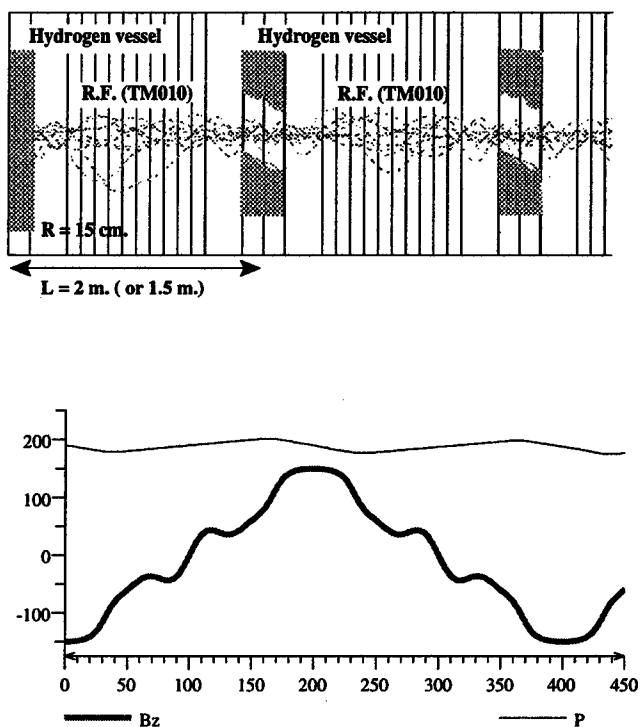 Hydrogen vessel Hydrogen vessel
R.F. (TM010) R.F. (TM010)
R = 15 cm.
L = 2 m. ( or 1.5 m.)
200
100
0
-100
0 50 100 150 200 250 300 350 400 450
Bz P